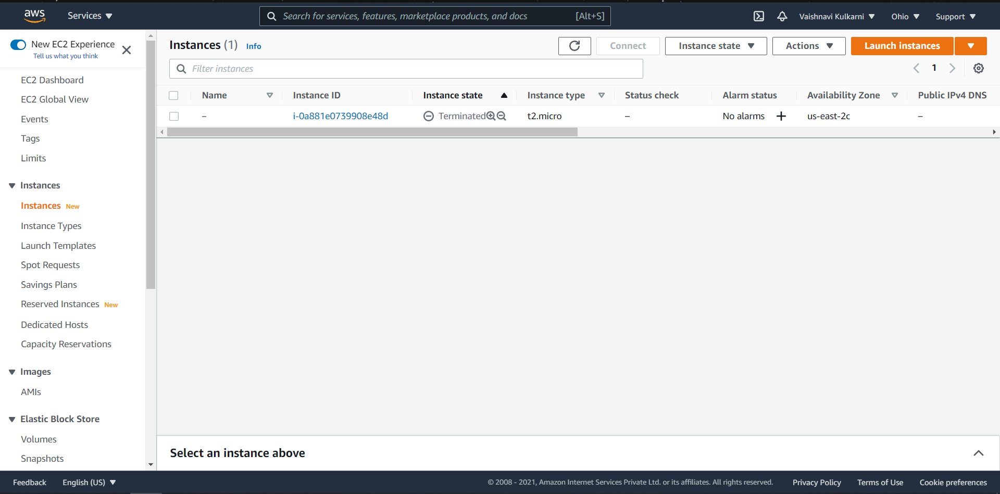 aws
Services
Search for services, features, marketplace products, and docs
[Alt+S]
Vaishnavi Kulkarni
Ohio
Support
New EC2 Experience
Tell us what you think
EC2 Dashboard
EC2 Global View
Events
Tags
Limits
Instances
Instances New
Instance Types
Launch Templates
Spot Requests
Savings Plans
Reserved Instances New
Dedicated Hosts
Capacity Reservations
Images
AMIs
Elastic Block Store
Volumes
Snapshots
Instances (1) Info
Connect
Instance state
Actions
Launch instances
Filter instances
1
Name Instance ID Instance state Instance type Status check Alarm status Availability Zone Public IPv4 DNS
– i-0a881e0739908e48d Terminated t2.micro – No alarms + us-east-2c –
Select an instance above
Feedback
English (US)
© 2008 - 2021, Amazon Internet Services Private Ltd. or its affiliates. All rights reserved.
Privacy Policy
Terms of Use
Cookie preferences